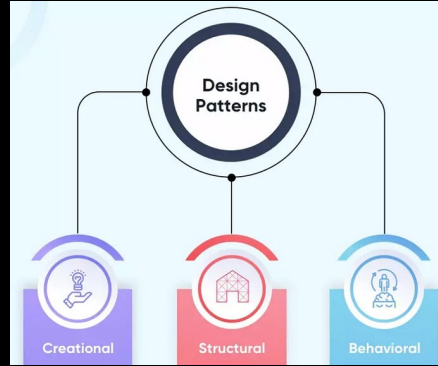 Design
Patterns
Creational
Structural
Behavioral